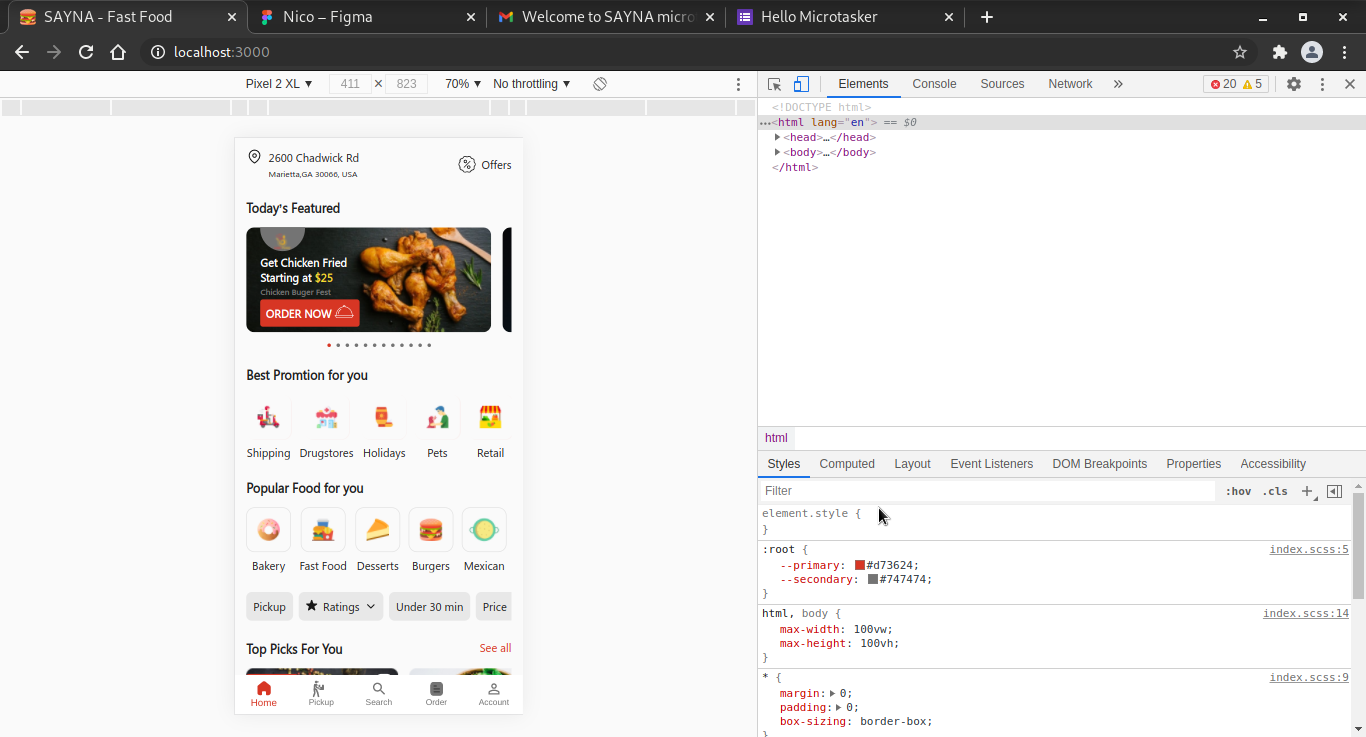 SAYNA - Fast Food
Nico – Figma
Welcome to SAYNA micro
Hello Microtasker
localhost:3000
Pixel 2 XL 411 × 823 70% No throttling
Elements Console Sources Network » 20 5
2600 Chadwick Rd
Marietta,GA 30066, USA
Offers
Today's Featured
Get Chicken Fried
Starting at $25
Chicken Buger Fest
ORDER NOW
Best Promtion for you
Shipping Drugstores Holidays Pets Retail
Popular Food for you
Bakery Fast Food Desserts Burgers Mexican
Pickup Ratings Under 30 min Price
Top Picks For You See all
Home Pickup Search Order Account
<!DOCTYPE html>
…<html lang="en"> == $0
<head>…</head>
<body>…</body>
</html>
html
Styles Computed Layout Event Listeners DOM Breakpoints Properties Accessibility
Filter :hov .cls +
element.style {
}
:root { index.scss:5
--primary: #d73624;
--secondary: #747474;
}
html, body { index.scss:14
max-width: 100vw;
max-height: 100vh;
}
* { index.scss:9
margin: 0;
padding: 0;
box-sizing: border-box;
}